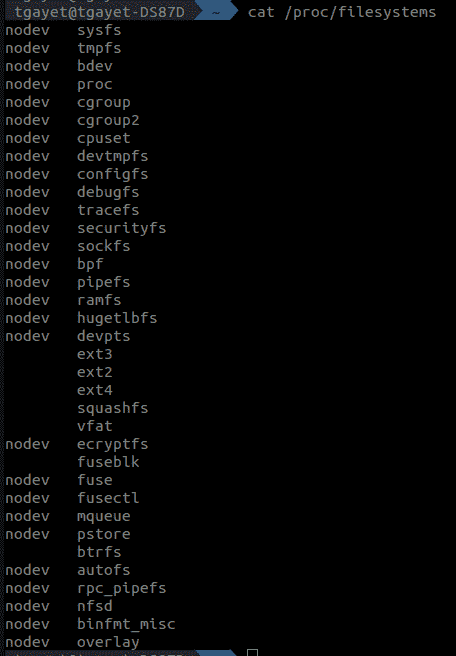 tgayet@tgayet-DS87D ~ cat /proc/filesystems
nodev sysfs
nodev tmpfs
nodev bdev
nodev proc
nodev cgroup
nodev cgroup2
nodev cpuset
nodev devtmpfs
nodev configfs
nodev debugfs
nodev tracefs
nodev securityfs
nodev sockfs
nodev bpf
nodev pipefs
nodev ramfs
nodev hugetlbfs
nodev devpts
ext3
ext2
ext4
squashfs
vfat
nodev ecryptfs
fuseblk
nodev fuse
nodev fusectl
nodev mqueue
nodev pstore
btrfs
nodev autofs
nodev rpc_pipefs
nodev nfsd
nodev binfmt_misc
nodev overlay